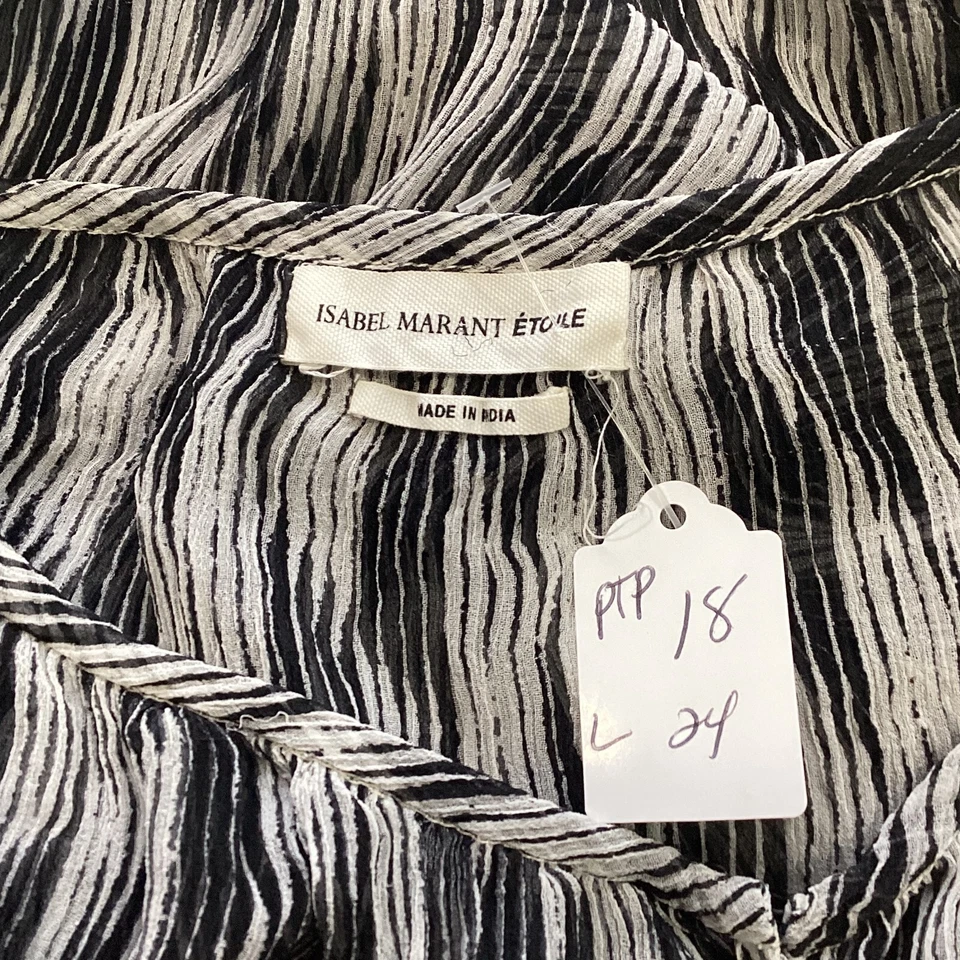 ISABEL MARANT ÉTOILE
MADE IN INDIA
PTP 18
L 24